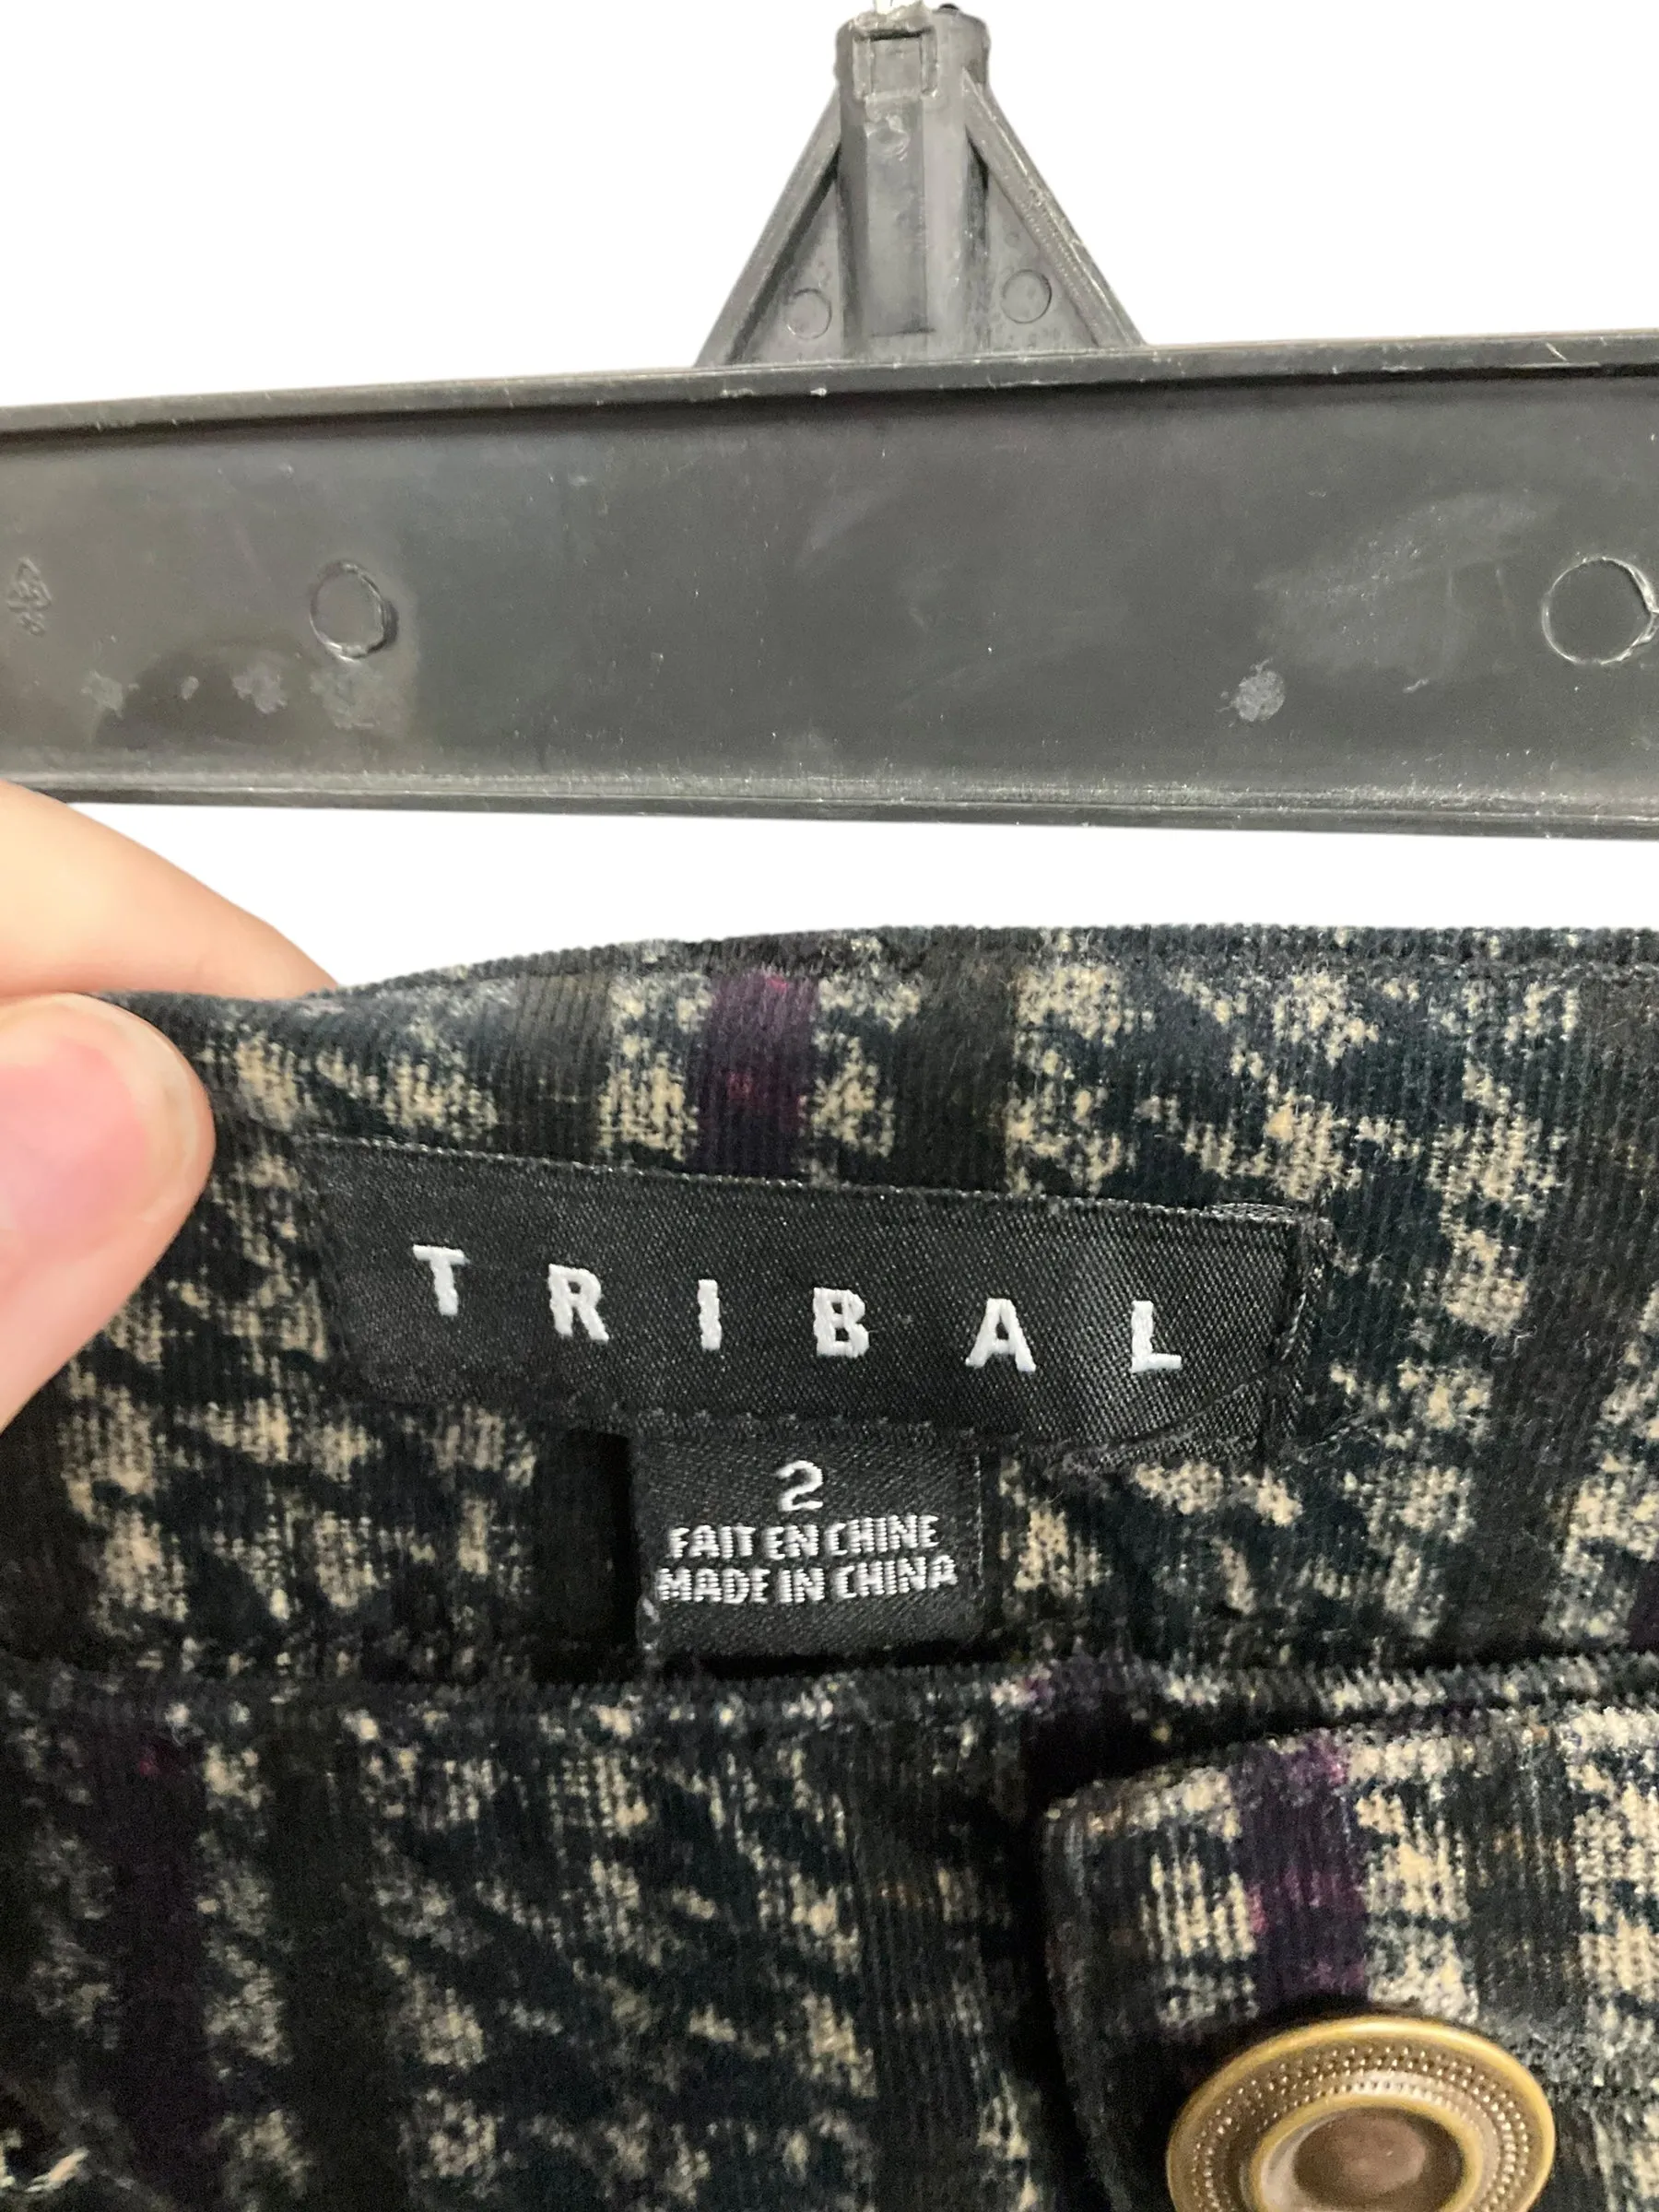 TRIBAL
2
FAIT EN CHINE
MADE IN CHINA